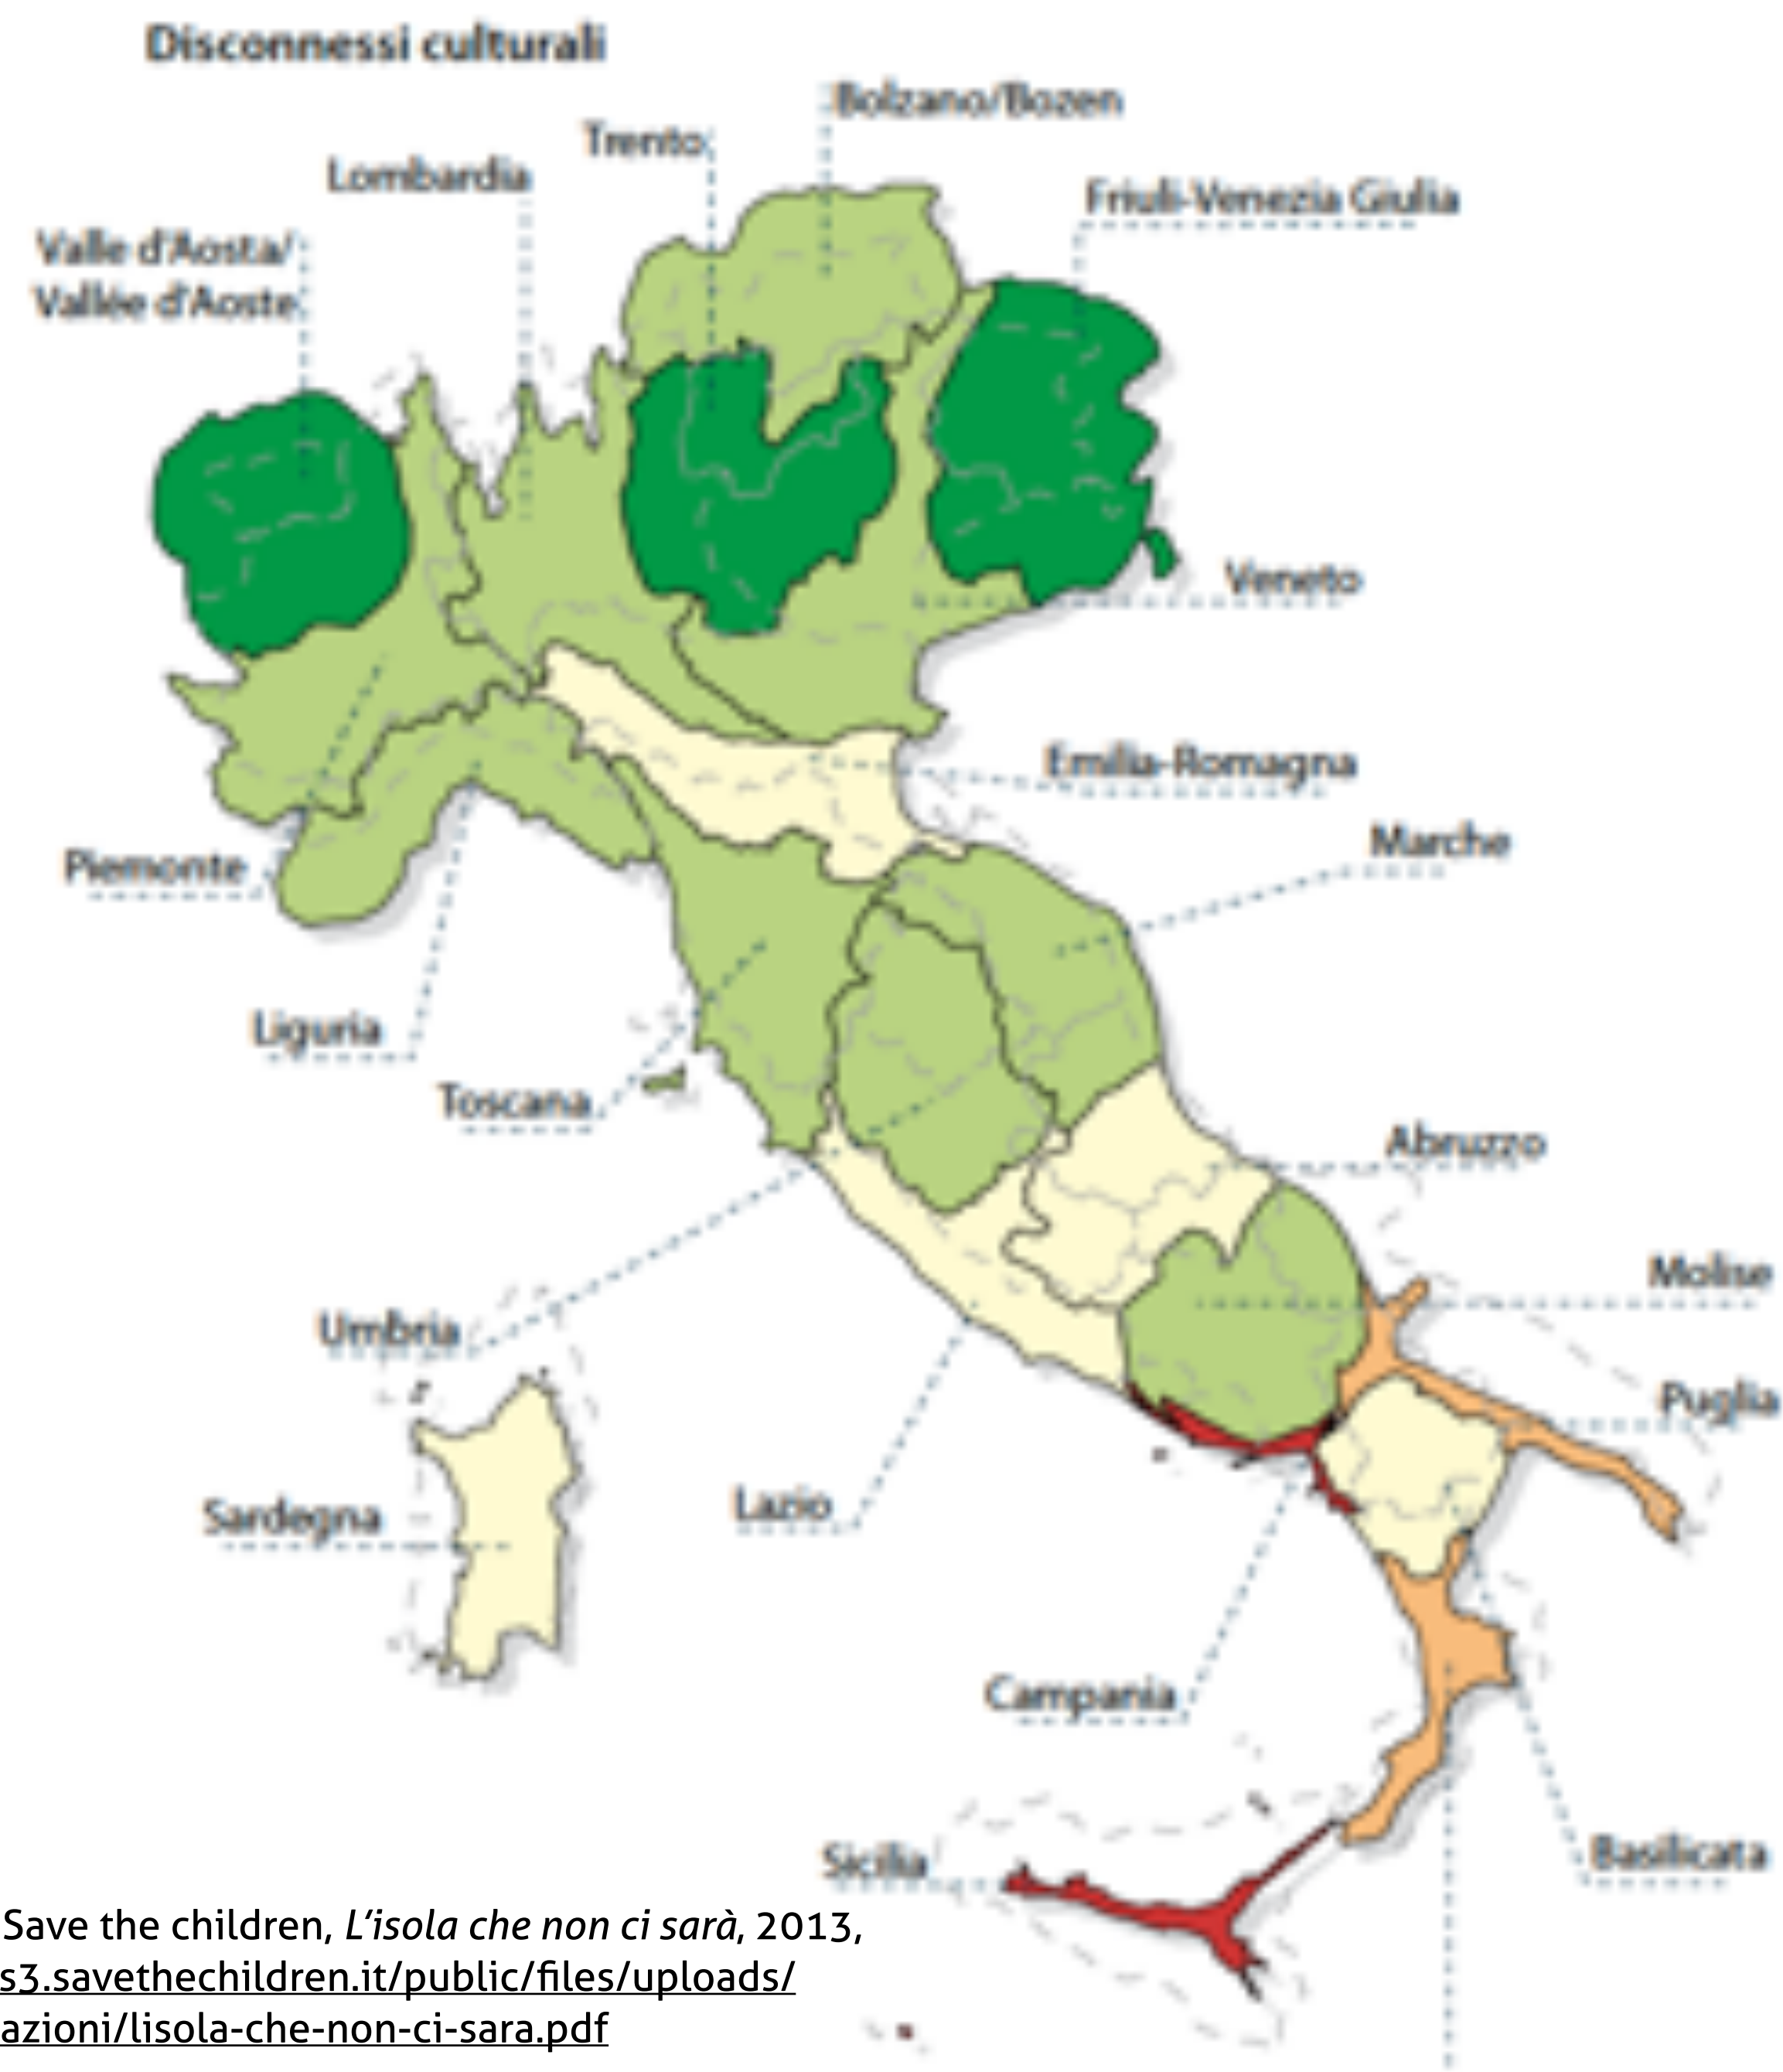 Disconnessi culturali
Bolzano/Bozen
Trento
Lombardia
Friuli-Venezia Giulia
Valle d'Aosta/
Vallée d'Aoste
Veneto
Emilia-Romagna
Marche
Piemonte
Liguria
Toscana
Abruzzo
Molise
Umbria
Puglia
Lazio
Sardegna
Campania
Basilicata
Sicilia
Save the children, L'isola che non ci sarà, 2013,
s3.savethechildren.it/public/files/uploads/
azioni/lisola-che-non-ci-sara.pdf